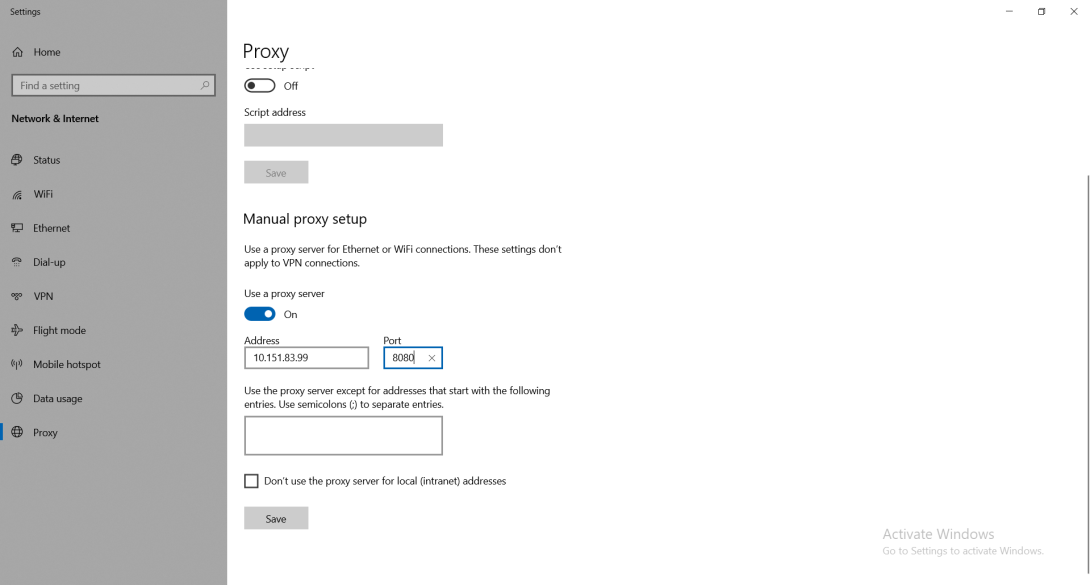 Settings
Home
Find a setting
Network & Internet
Status
WiFi
Ethernet
Dial-up
VPN
Flight mode
Mobile hotspot
Data usage
Proxy
Proxy
Off
Script address
Save
Manual proxy setup
Use a proxy server for Ethernet or WiFi connections. These settings don't
apply to VPN connections.
Use a proxy server
On
Address Port
10.151.83.99 8080
Use the proxy server except for addresses that start with the following
entries. Use semicolons (;) to separate entries.
Don't use the proxy server for local (intranet) addresses
Save
Activate Windows
Go to Settings to activate Windows.